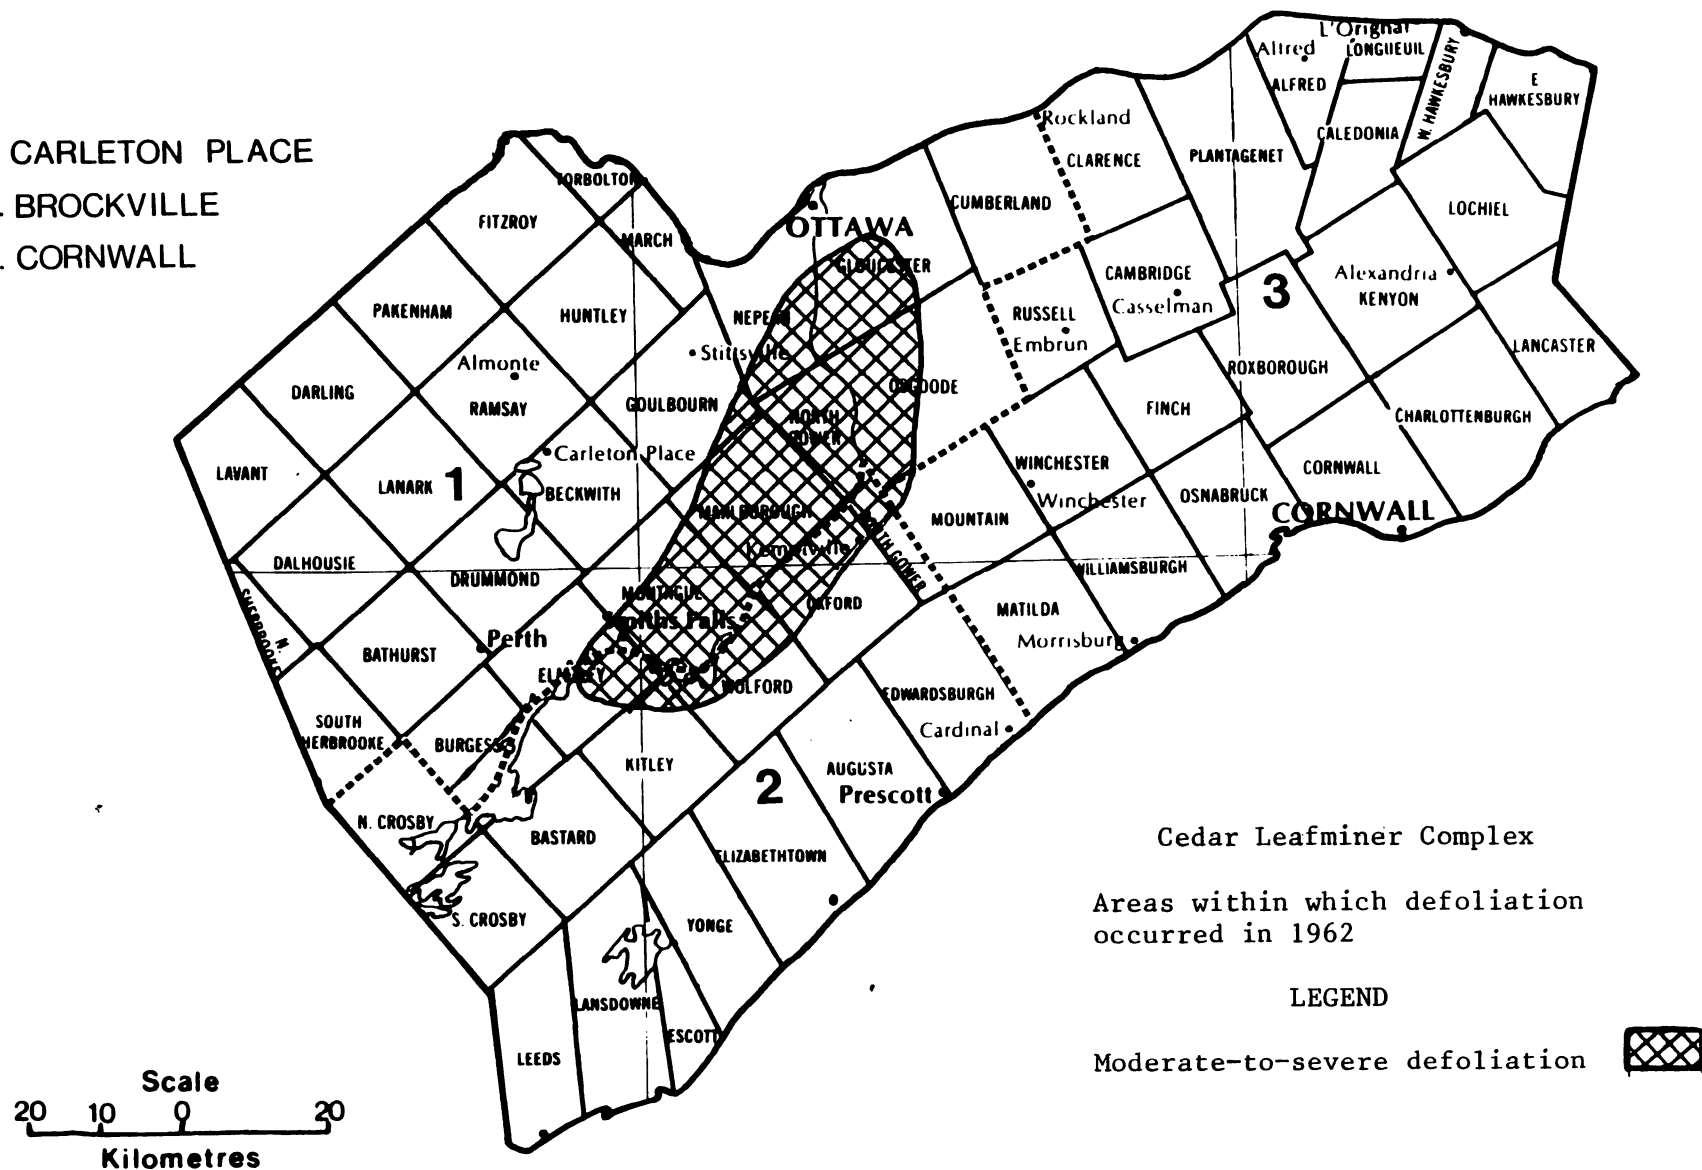 CARLETON PLACE
. BROCKVILLE
. CORNWALL
L'Orignal
Alfred
LONGUEUIL
W. HAWKESBURY
E
HAWKESBURY
ALFRED
CALEDONIA
Rockland
CLARENCE
PLANTAGENET
TORBOLTON
FITZROY
MARCH
OTTAWA
CUMBERLAND
LOCHIEL
GLOUCESTER
CAMBRIDGE
Casselman
3
Alexandria
KENYON
PAKENHAM
HUNTLEY
NEPEAN
RUSSELL
Embrun
Stittsville
LANCASTER
Almonte
ROXBOROUGH
DARLING
RAMSAY
GOULBOURN
OSGOODE
FINCH
CHARLOTTENBURGH
NORTH
GOWER
Carleton Place
LAVANT
LANARK
1
BECKWITH
WINCHESTER
Winchester
OSNABRUCK
CORNWALL
CORNWALL
MARLBOROUGH
MOUNTAIN
Kemptville
SOUTH GOWER
DALHOUSIE
DRUMMOND
WILLIAMSBURGH
N.
SHERBROOKE
MONTAGUE
OXFORD
MATILDA
Smiths Falls
Perth
Morrisburg
BATHURST
ELMSLEY
WOLFORD
EDWARDSBURGH
Cardinal
SOUTH
SHERBROOKE
BURGESS
KITLEY
2
AUGUSTA
Prescott
N. CROSBY
BASTARD
ELIZABETHTOWN
S. CROSBY
YONGE
LANSDOWNE
ESCOTT
LEEDS
Cedar Leafminer Complex
Areas within which defoliation
occurred in 1962
LEGEND
Moderate-to-severe defoliation
Scale
20 10 0 20
Kilometres